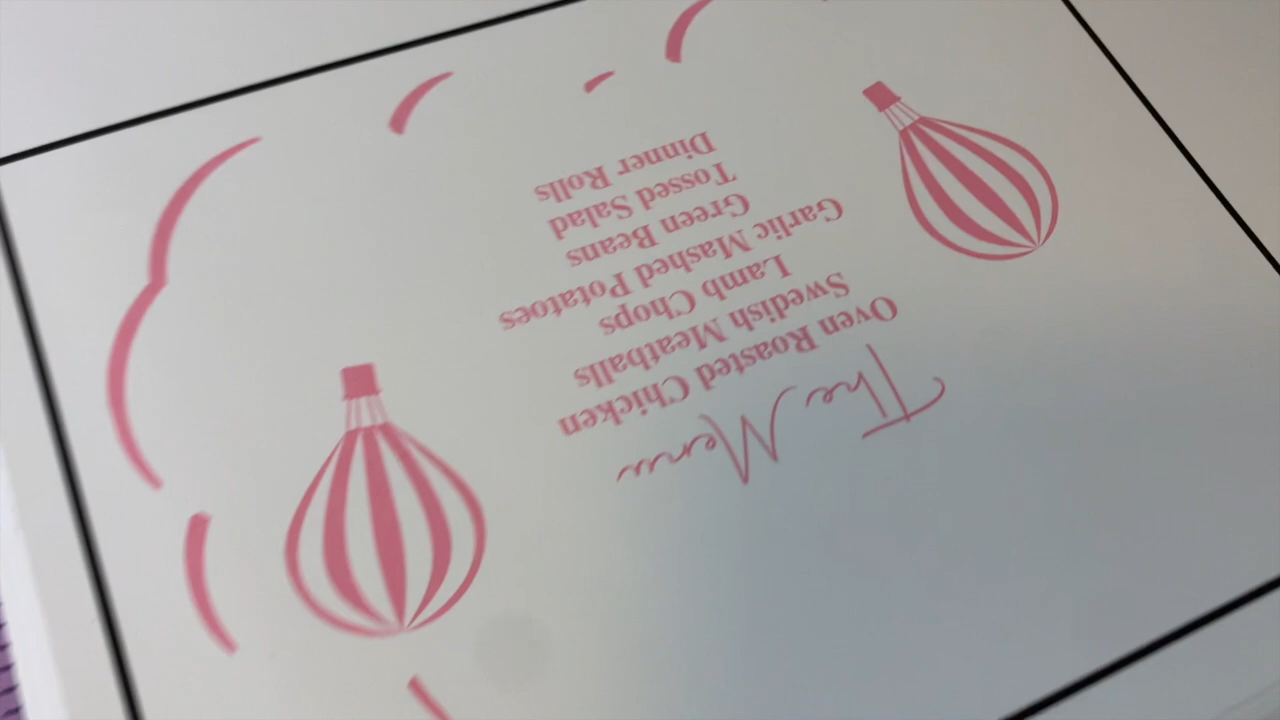 The Menu
Oven Roasted Chicken
Swedish Meatballs
Lamb Chops
Garlic Mashed Potatoes
Green Beans
Tossed Salad
Dinner Rolls